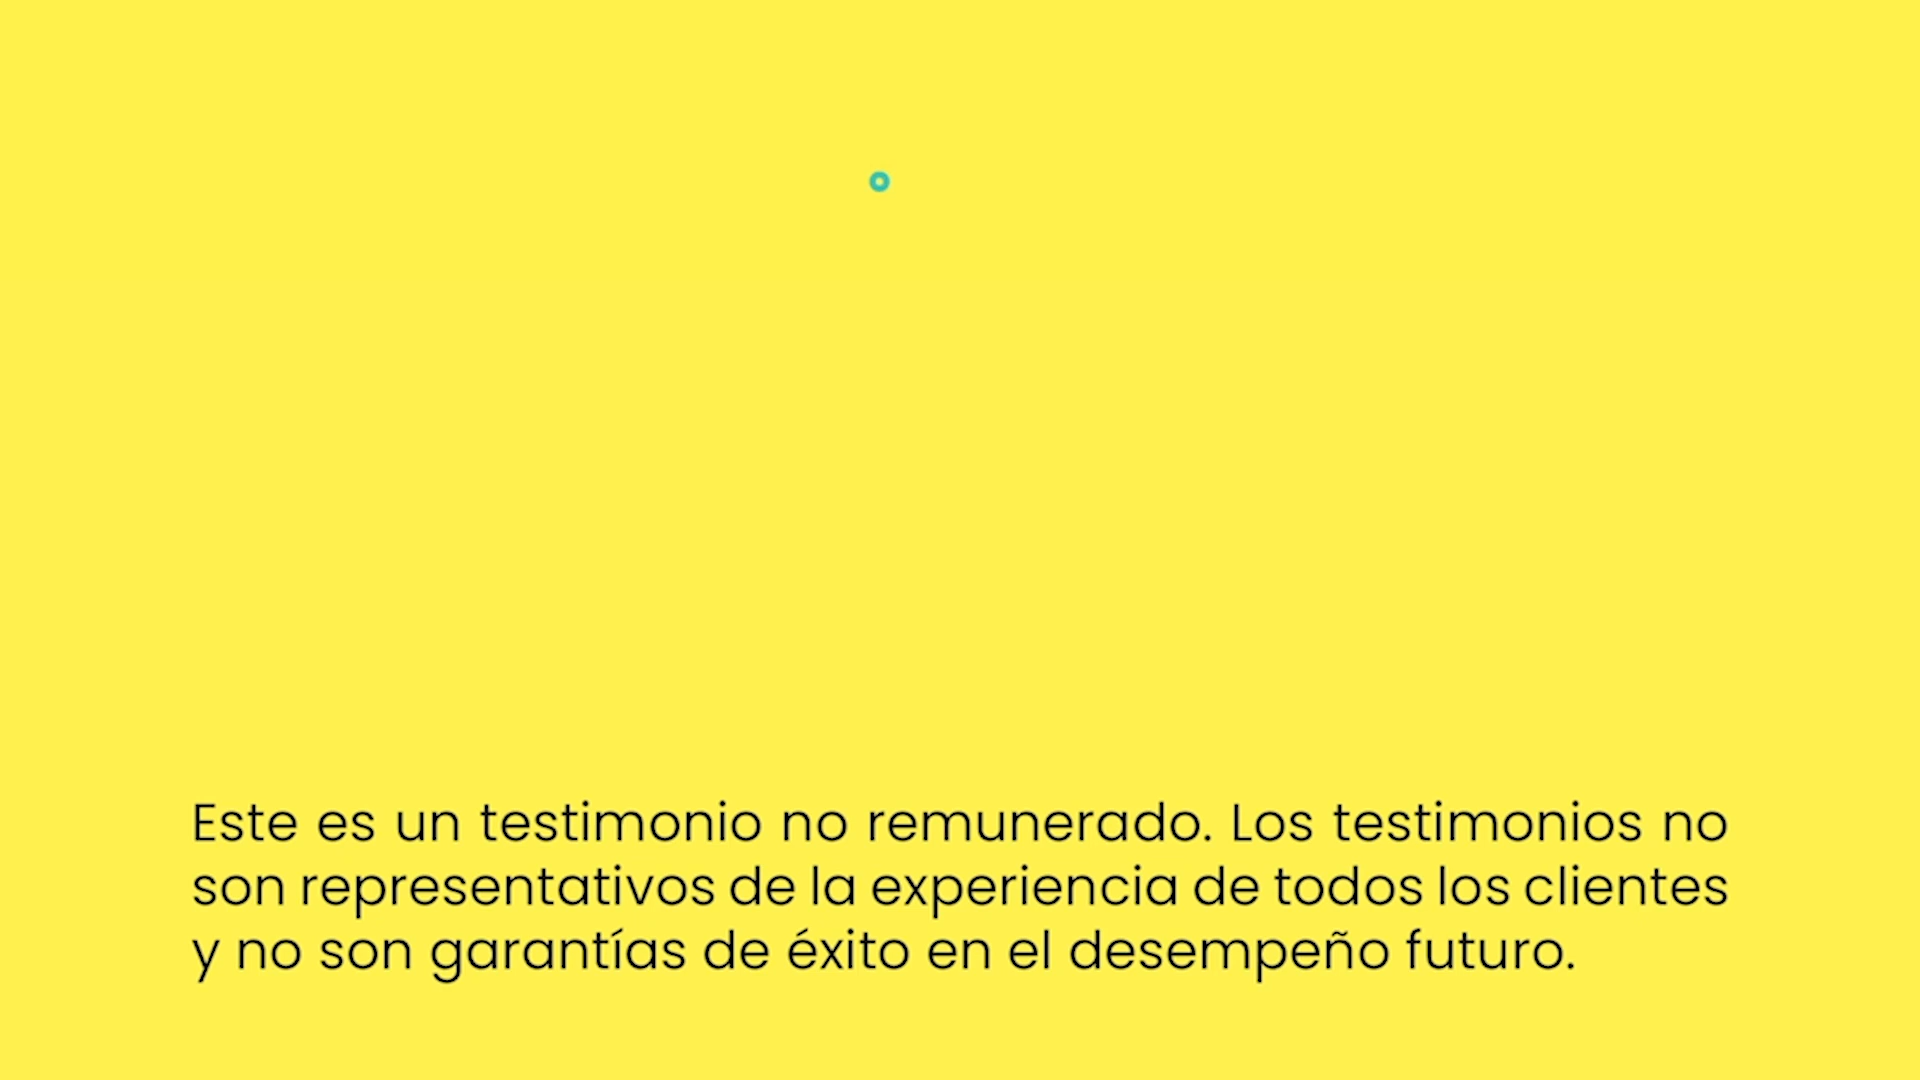 Este es un testimonio no remunerado. Los testimonios no
son representativos de la experiencia de todos los clientes
y no son garantías de éxito en el desempeño futuro.